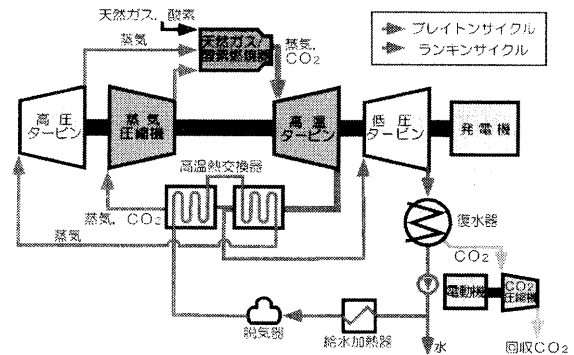 天然ガス、酸素
蒸気
天然ガス/
酸素燃焼器
蒸気,
CO₂
ブレイトンサイクル
ランキンサイクル
高圧
タービン
蒸気
圧縮機
高温
タービン
低圧
タービン
発電機
高温熱交換器
蒸気, CO₂
蒸気
復水器
CO₂
電動機
CO₂
圧縮機
脱気器
給水加熱器
水
回収CO₂